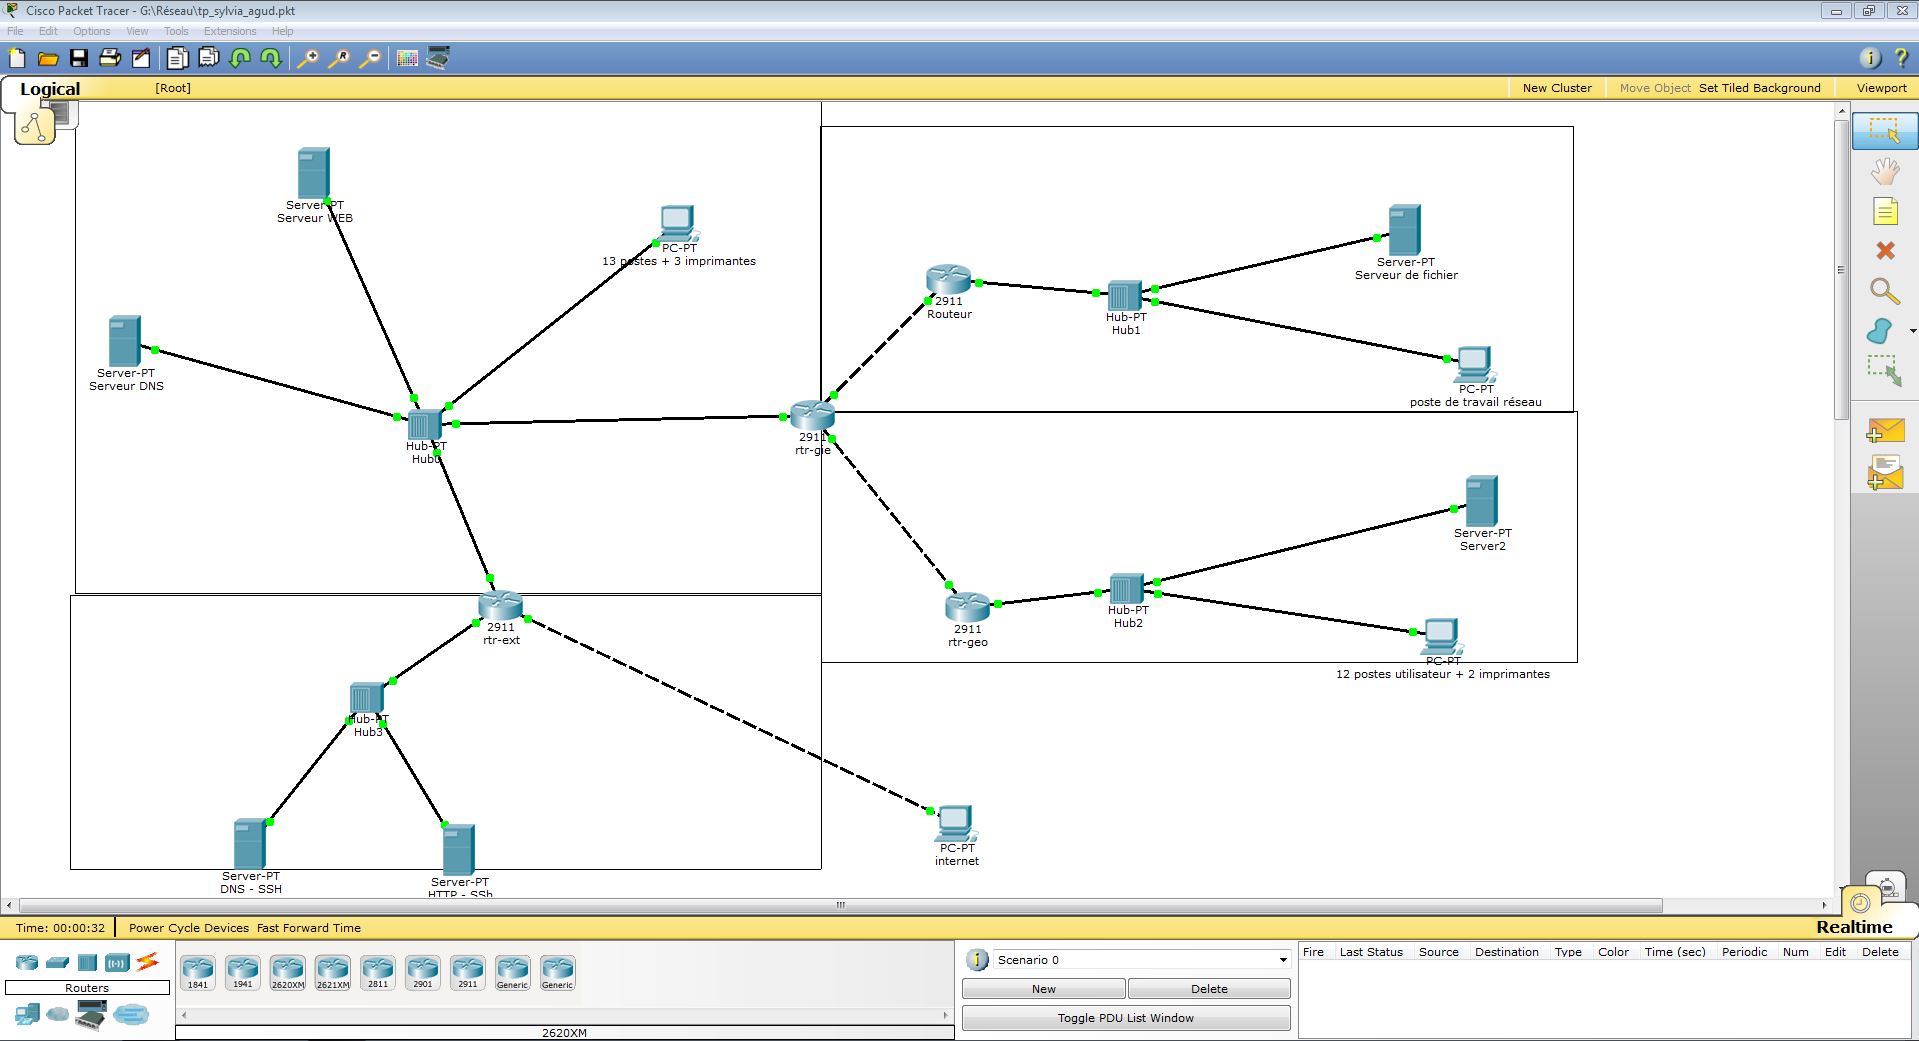 Cisco Packet Tracer - G:\Réseau\tp_sylvia_agud.pkt
File Edit Options View Tools Extensions Help
Logical
[Root]
New Cluster
Move Object
Set Tiled Background
Viewport
Server-PT
Serveur WEB
PC-PT
13 postes + 3 imprimantes
Server-PT
Serveur DNS
Hub-PT
Hub0
2911
rtr-gie
2911
Routeur
Hub-PT
Hub1
Server-PT
Serveur de fichier
PC-PT
poste de travail réseau
Server-PT
Server2
2911
rtr-geo
Hub-PT
Hub2
PC-PT
12 postes utilisateur + 2 imprimantes
2911
rtr-ext
Hub-PT
Hub3
Server-PT
DNS - SSH
Server-PT
HTTP - SSh
PC-PT
internet
Time: 00:00:32
Power Cycle Devices Fast Forward Time
Realtime
Routers
1841
1941
2620XM
2621XM
2811
2901
2911
Generic
Generic
2620XM
Scenario 0
New
Delete
Toggle PDU List Window
Fire Last Status Source Destination Type Color Time (sec) Periodic Num Edit Delete